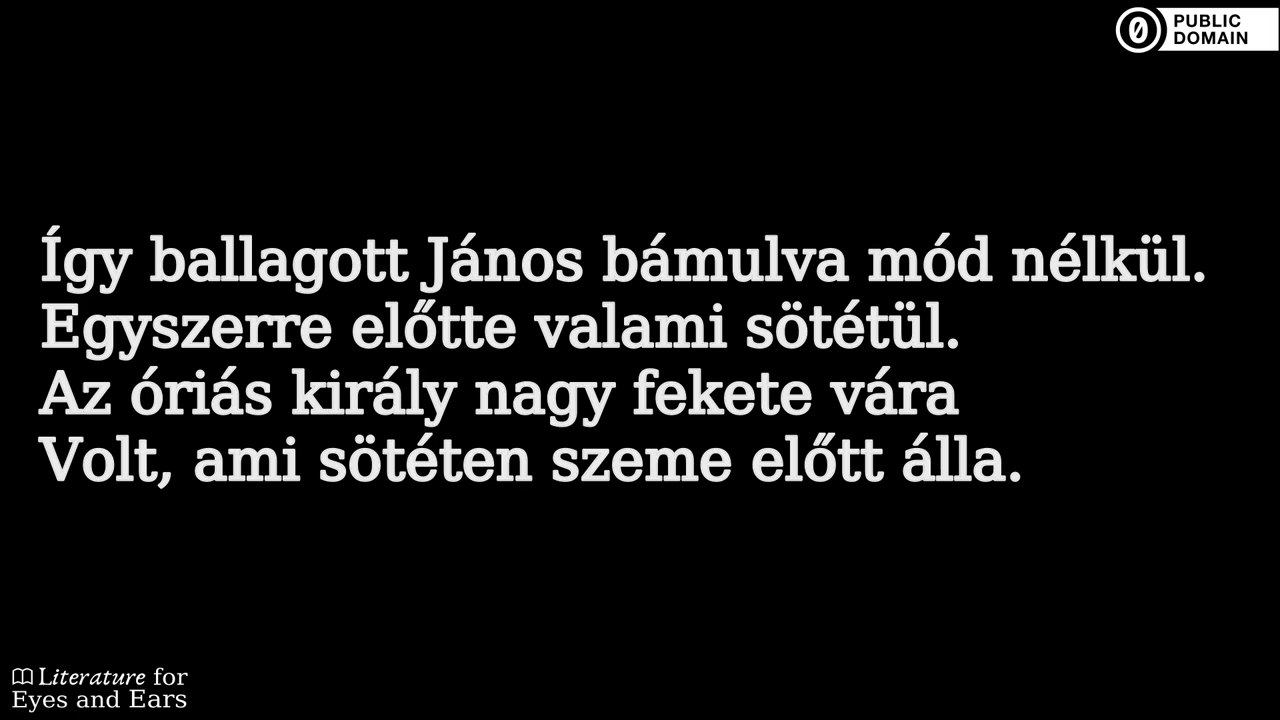 PUBLIC
DOMAIN
Így ballagott János bámulva mód nélkül.
Egyszerre előtte valami sötétül.
Az óriás király nagy fekete vára
Volt, ami sötéten szeme előtt álla.
Literature for
Eyes and Ears